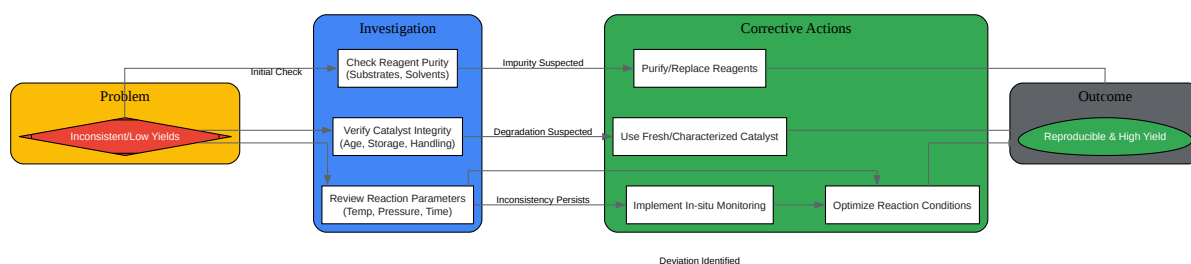 Problem
Inconsistent/Low Yields
Initial Check
Investigation
Check Reagent Purity
(Substrates, Solvents)
Verify Catalyst Integrity
(Age, Storage, Handling)
Review Reaction Parameters
(Temp, Pressure, Time)
Impurity Suspected
Degradation Suspected
Inconsistency Persists
Deviation Identified
Corrective Actions
Purify/Replace Reagents
Use Fresh/Characterized Catalyst
Implement In-situ Monitoring
Optimize Reaction Conditions
Outcome
Reproducible & High Yield